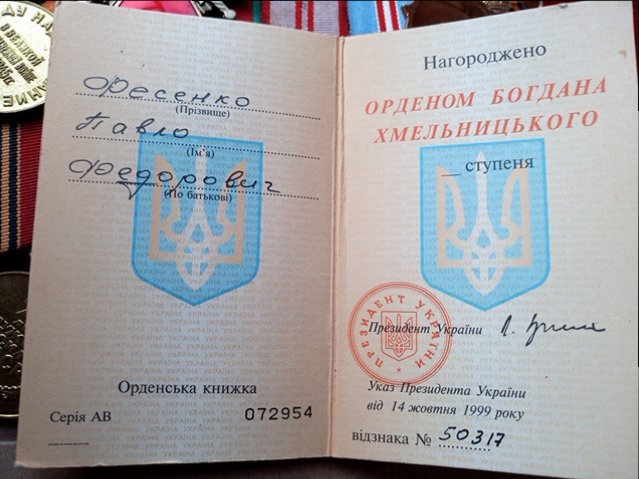 Фесенко
(Прізвище)
Павло
(Ім'я)
Федорович
(По батькові)
Орденська книжка
Серія АВ 072954
Нагороджено
ОРДЕНОМ БОГДАНА
ХМЕЛЬНИЦЬКОГО
__ ступеня
Президент України
ПРЕЗИДЕНТ УКРАЇНИ
Указ Президента України
від 14 жовтня 1999 року
відзнака № 50317